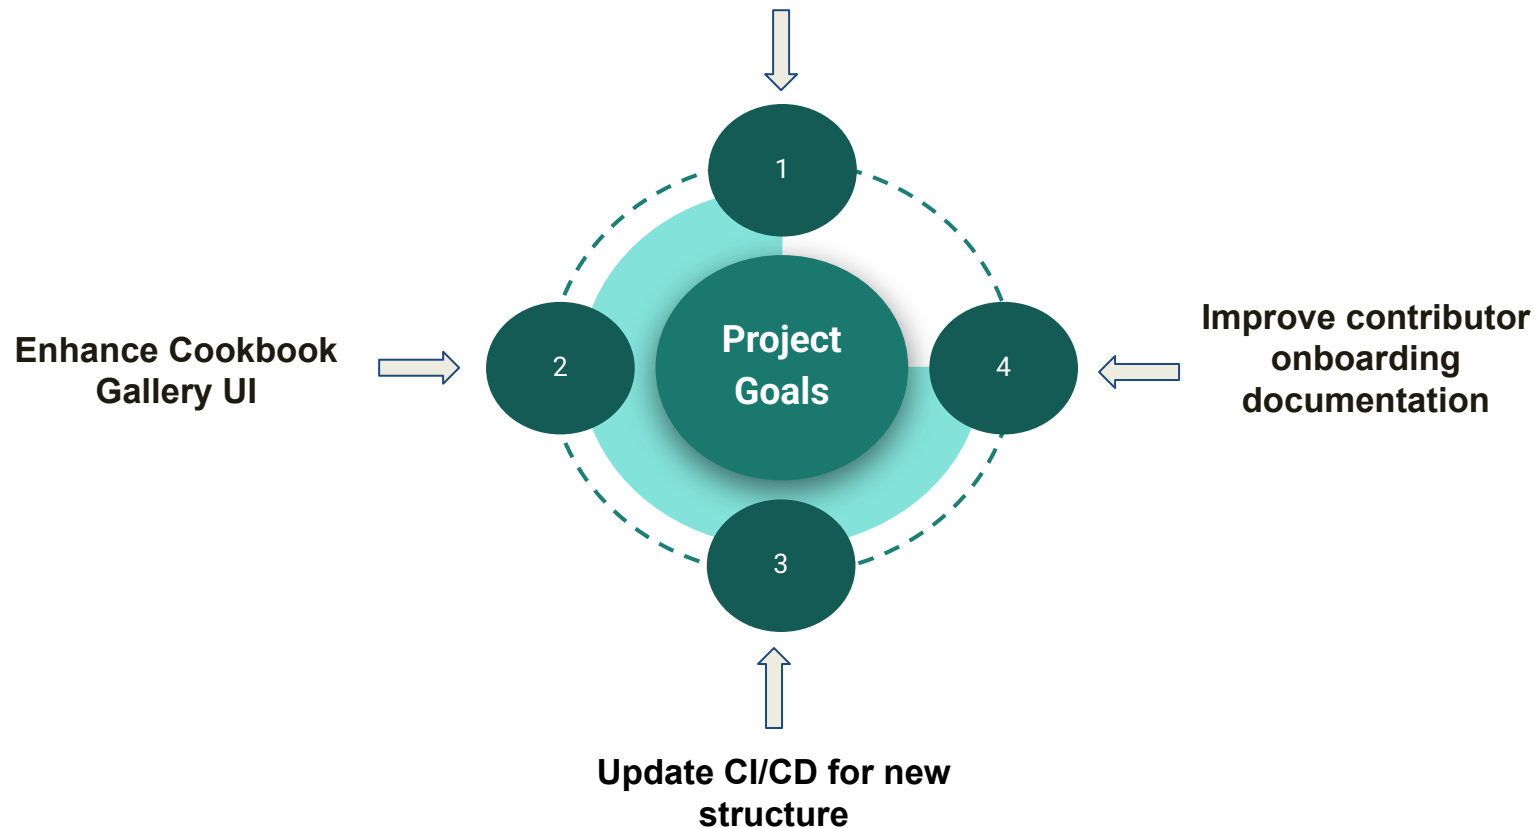 1
Project
Goals
Enhance Cookbook
Gallery UI
2
4
Improve contributor
onboarding
documentation
3
Update CI/CD for new
structure